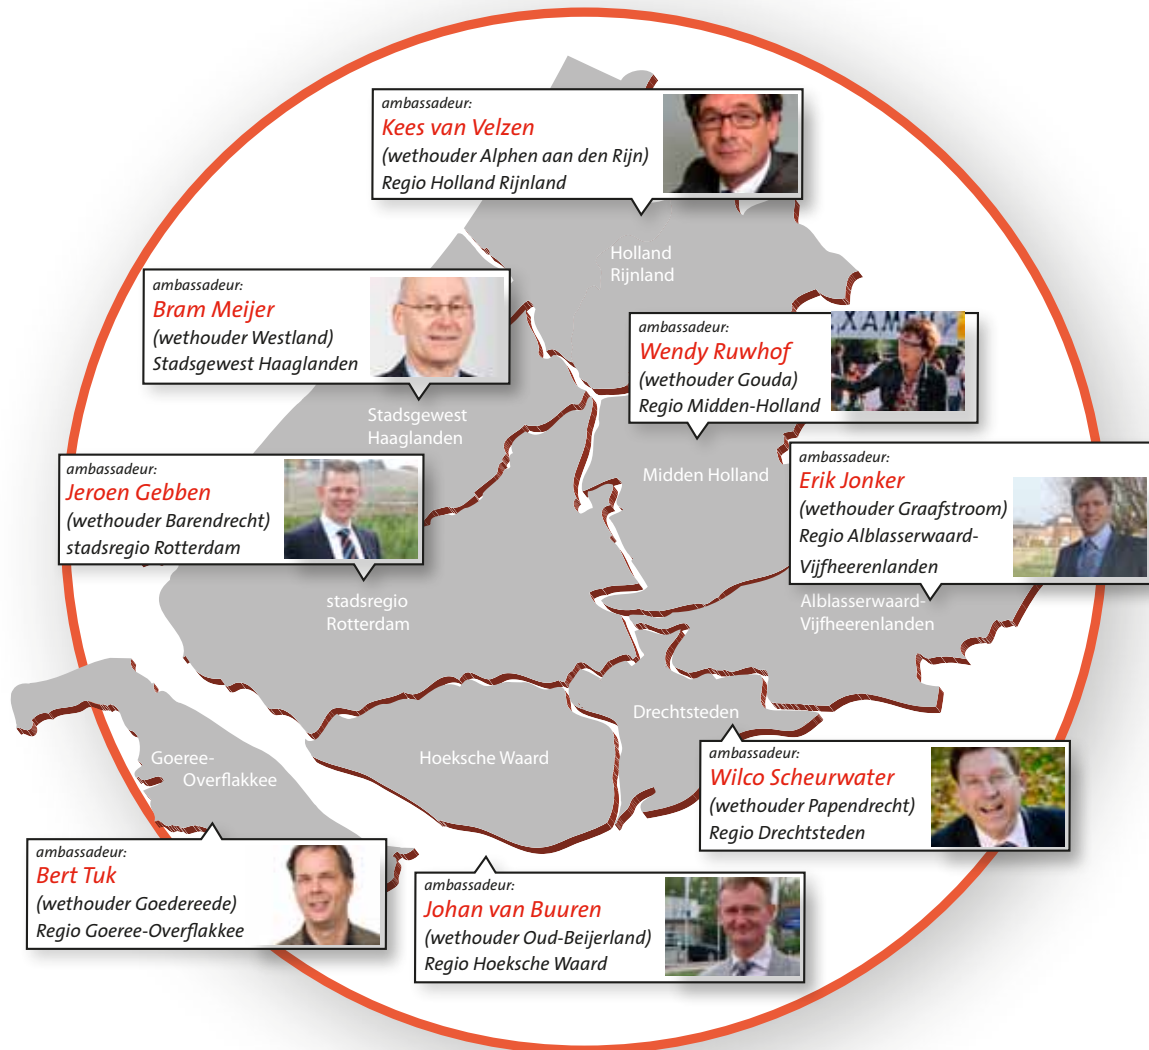 ambassadeur:
Kees van Velzen
(wethouder Alphen aan den Rijn)
Regio Holland Rijnland
Holland
Rijnland
ambassadeur:
Bram Meijer
(wethouder Westland)
Stadsgewest Haaglanden
Stadsgewest
Haaglanden
ambassadeur:
Wendy Ruwhof
(wethouder Gouda)
Regio Midden-Holland
EXAMEN
Midden Holland
ambassadeur:
Jeroen Gebben
(wethouder Barendrecht)
stadsregio Rotterdam
stadsregio
Rotterdam
ambassadeur:
Erik Jonker
(wethouder Graafstroom)
Regio Alblasserwaard-
Vijfheerenlanden
Alblasserwaard-
Vijfheerenlanden
Drechtsteden
ambassadeur:
Wilco Scheurwater
(wethouder Papendrecht)
Regio Drechtsteden
Hoeksche Waard
Goeree-
Overflakkee
ambassadeur:
Bert Tuk
(wethouder Goedereede)
Regio Goeree-Overflakkee
ambassadeur:
Johan van Buuren
(wethouder Oud-Beijerland)
Regio Hoeksche Waard